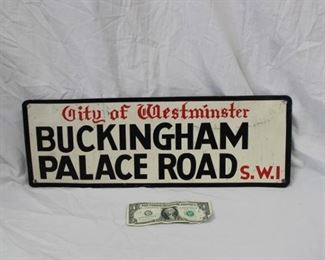 City of Westminster
BUCKINGHAM
PALACE ROAD S.W.1